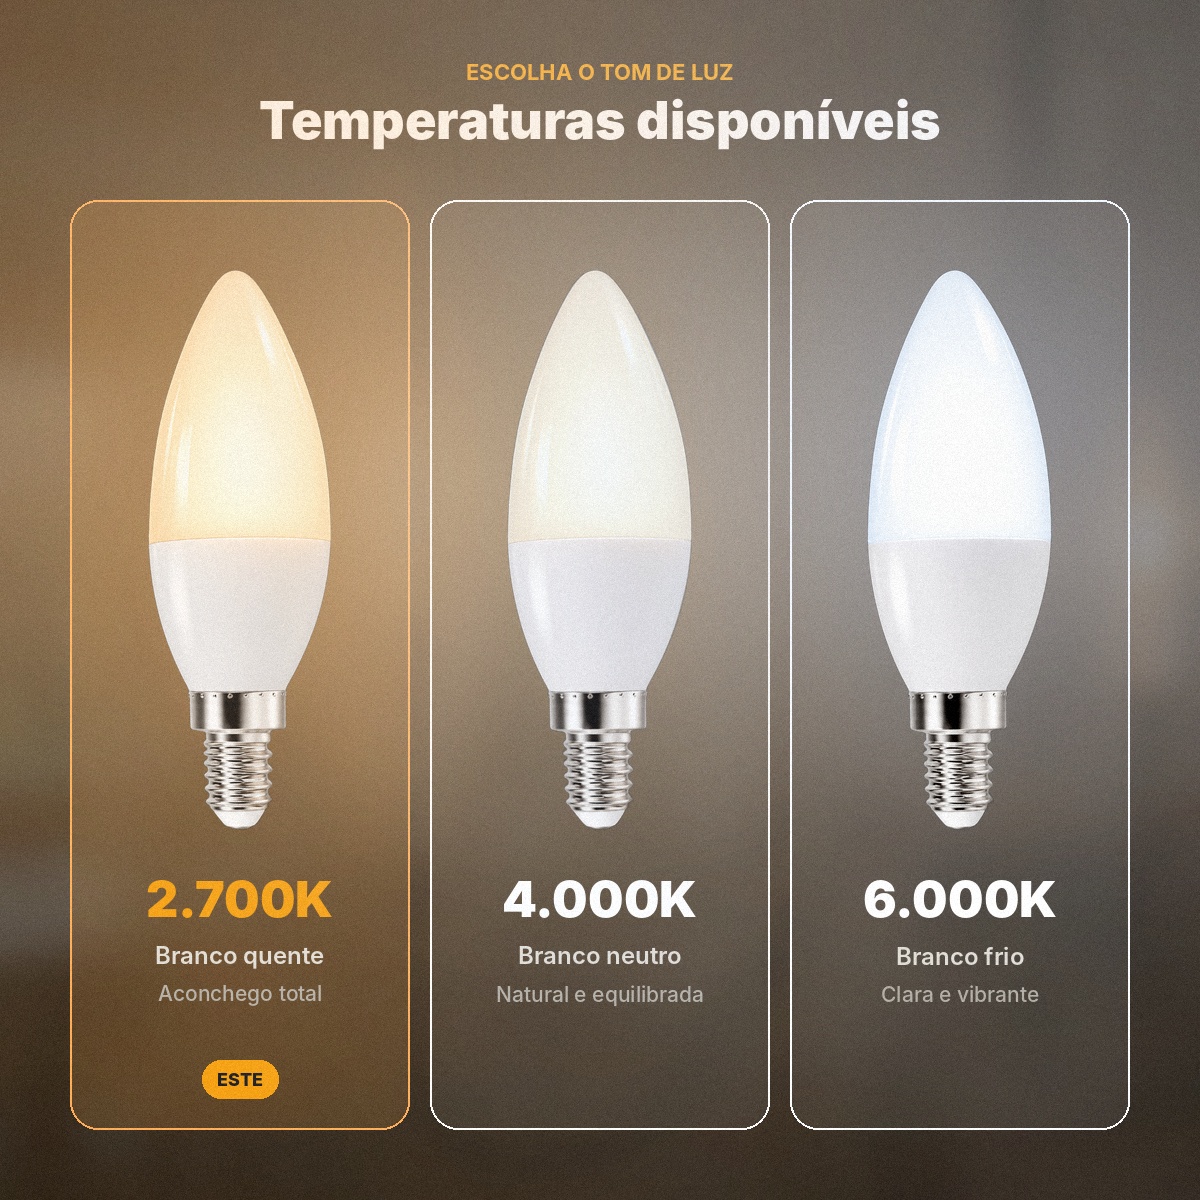 ESCOLHA O TOM DE LUZ
Temperaturas disponíveis
2.700K
Branco quente
Aconchego total
ESTE
4.000K
Branco neutro
Natural e equilibrada
6.000K
Branco frio
Clara e vibrante